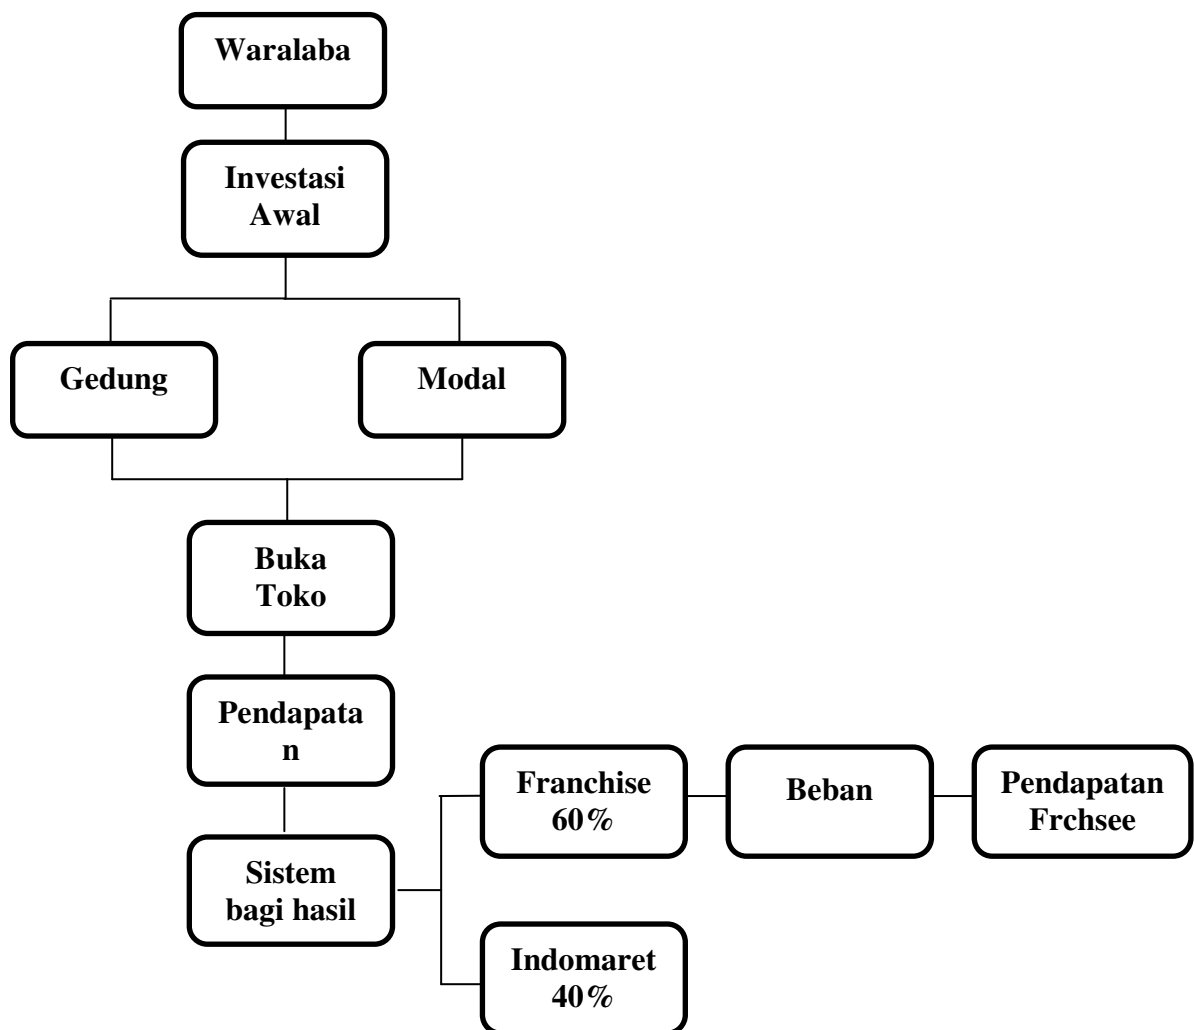 Waralaba
Investasi
Awal
Gedung
Modal
Buka
Toko
Pendapata
n
Franchise
60%
Beban
Pendapatan
Frchsee
Sistem
bagi hasil
Indomaret
40%